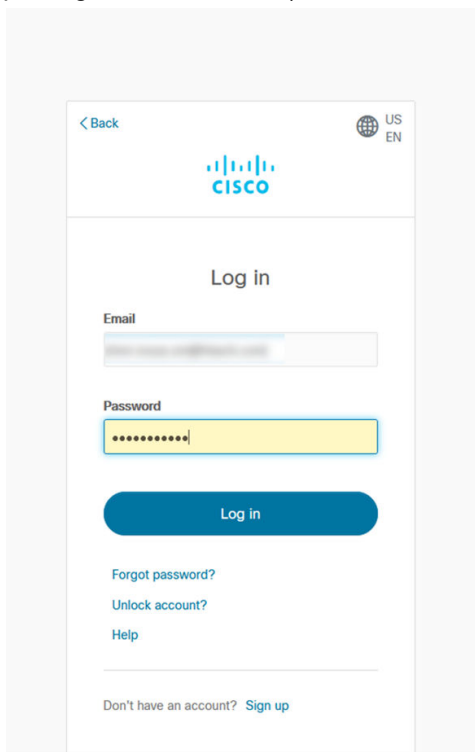 < Back
US
EN
CISCO
Log in
Email
Password
Log in
Forgot password?
Unlock account?
Help
Don't have an account? Sign up